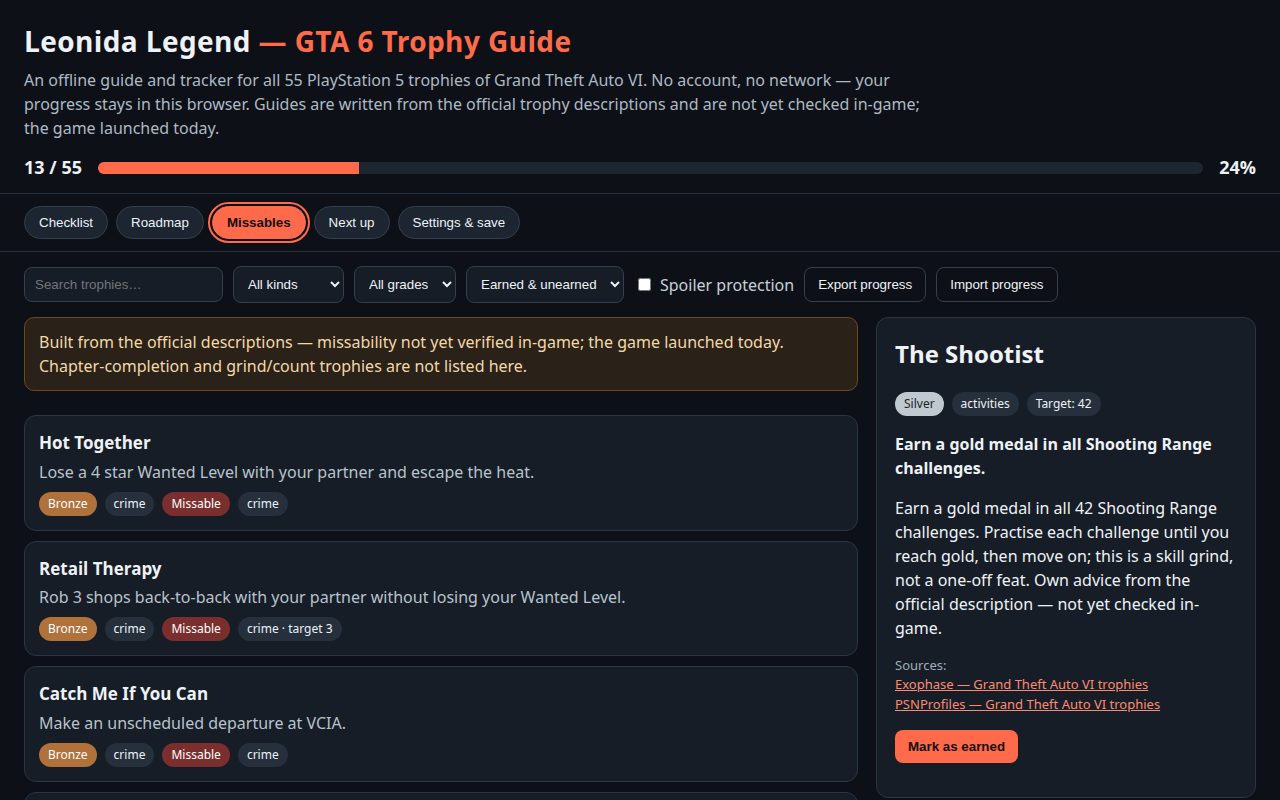 Leonida Legend — GTA 6 Trophy Guide
An offline guide and tracker for all 55 PlayStation 5 trophies of Grand Theft Auto VI. No account, no network — your
progress stays in this browser. Guides are written from the official trophy descriptions and are not yet checked in-game;
the game launched today.
13 / 55
24%
Checklist
Roadmap
Missables
Next up
Settings & save
Search trophies…
All kinds
All grades
Earned & unearned
Spoiler protection
Export progress
Import progress
Built from the official descriptions — missability not yet verified in-game; the game launched today.
Chapter-completion and grind/count trophies are not listed here.
Hot Together
Lose a 4 star Wanted Level with your partner and escape the heat.
Bronze crime Missable crime
Retail Therapy
Rob 3 shops back-to-back with your partner without losing your Wanted Level.
Bronze crime Missable crime · target 3
Catch Me If You Can
Make an unscheduled departure at VCIA.
Bronze crime Missable crime
The Shootist
Silver activities Target: 42
Earn a gold medal in all Shooting Range
challenges.
Earn a gold medal in all 42 Shooting Range
challenges. Practise each challenge until you
reach gold, then move on; this is a skill grind,
not a one-off feat. Own advice from the
official description — not yet checked in-
game.
Sources:
Exophase — Grand Theft Auto VI trophies
PSNProfiles — Grand Theft Auto VI trophies
Mark as earned